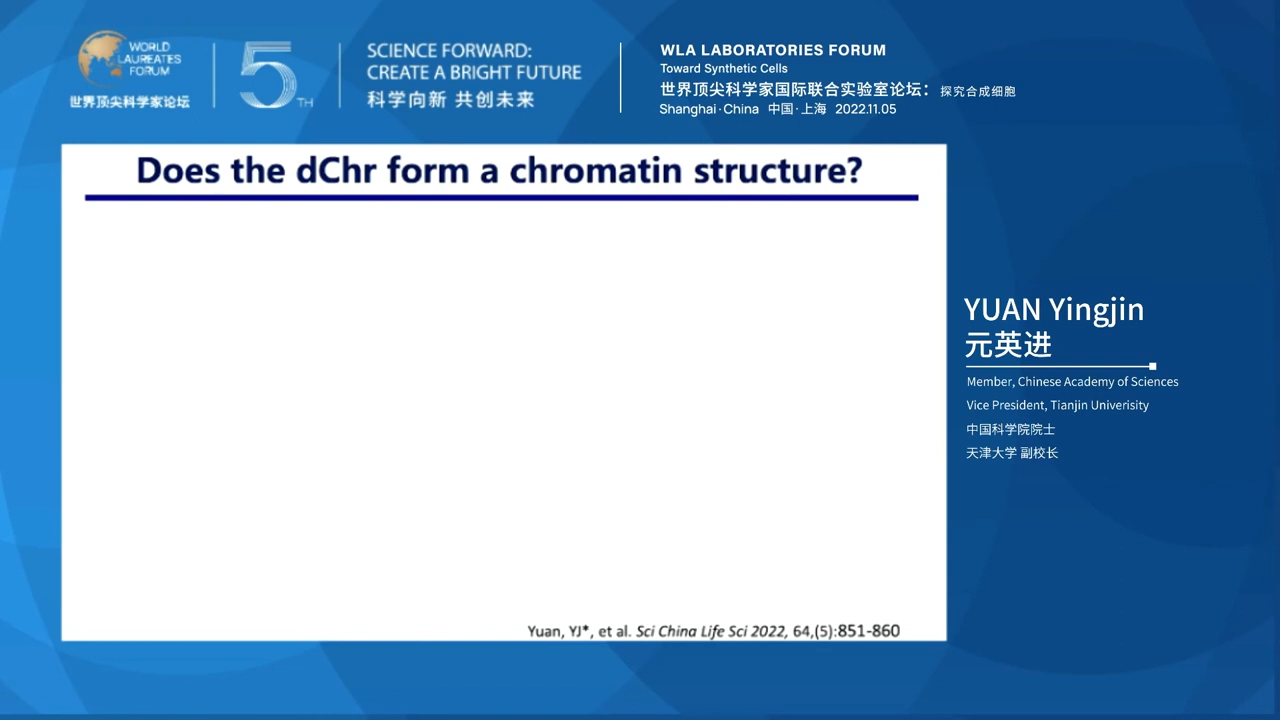 WORLD
LAUREATES
FORUM
世界顶尖科学家论坛
5TH
SCIENCE FORWARD:
CREATE A BRIGHT FUTURE
科学向新 共创未来
WLA LABORATORIES FORUM
Toward Synthetic Cells
世界顶尖科学家国际联合实验室论坛：探究合成细胞
Shanghai·China 中国·上海 2022.11.05
Does the dChr form a chromatin structure?
Yuan, YJ*, et al. Sci China Life Sci 2022, 64,(5):851-860
YUAN Yingjin
元英进
Member, Chinese Academy of Sciences
Vice President, Tianjin Univerisity
中国科学院院士
天津大学 副校长